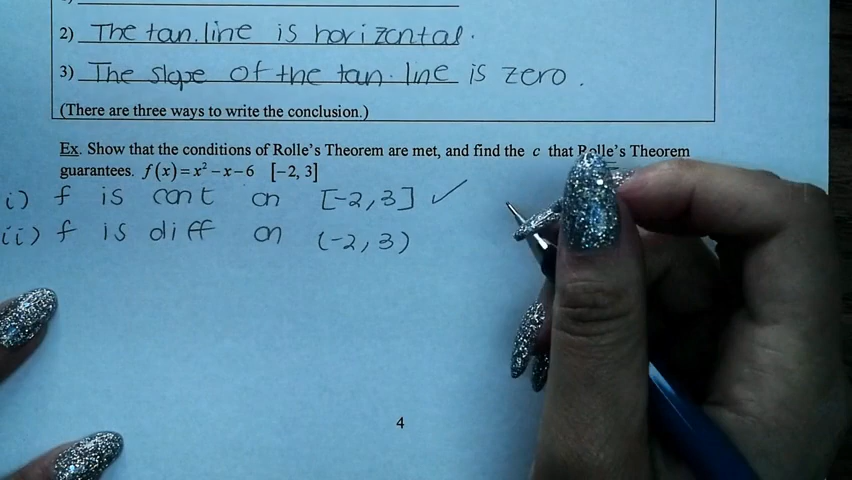 2) The tan. line is horizontal.
3) The slope of the tan. line is zero.
(There are three ways to write the conclusion.)
Ex. Show that the conditions of Rolle's Theorem are met, and find the c that Rolle's Theorem
guarantees. f(x) = x² − x − 6 [−2, 3]
i) f is cont on [-2, 3] ✓
ii) f is diff on (-2, 3)
4